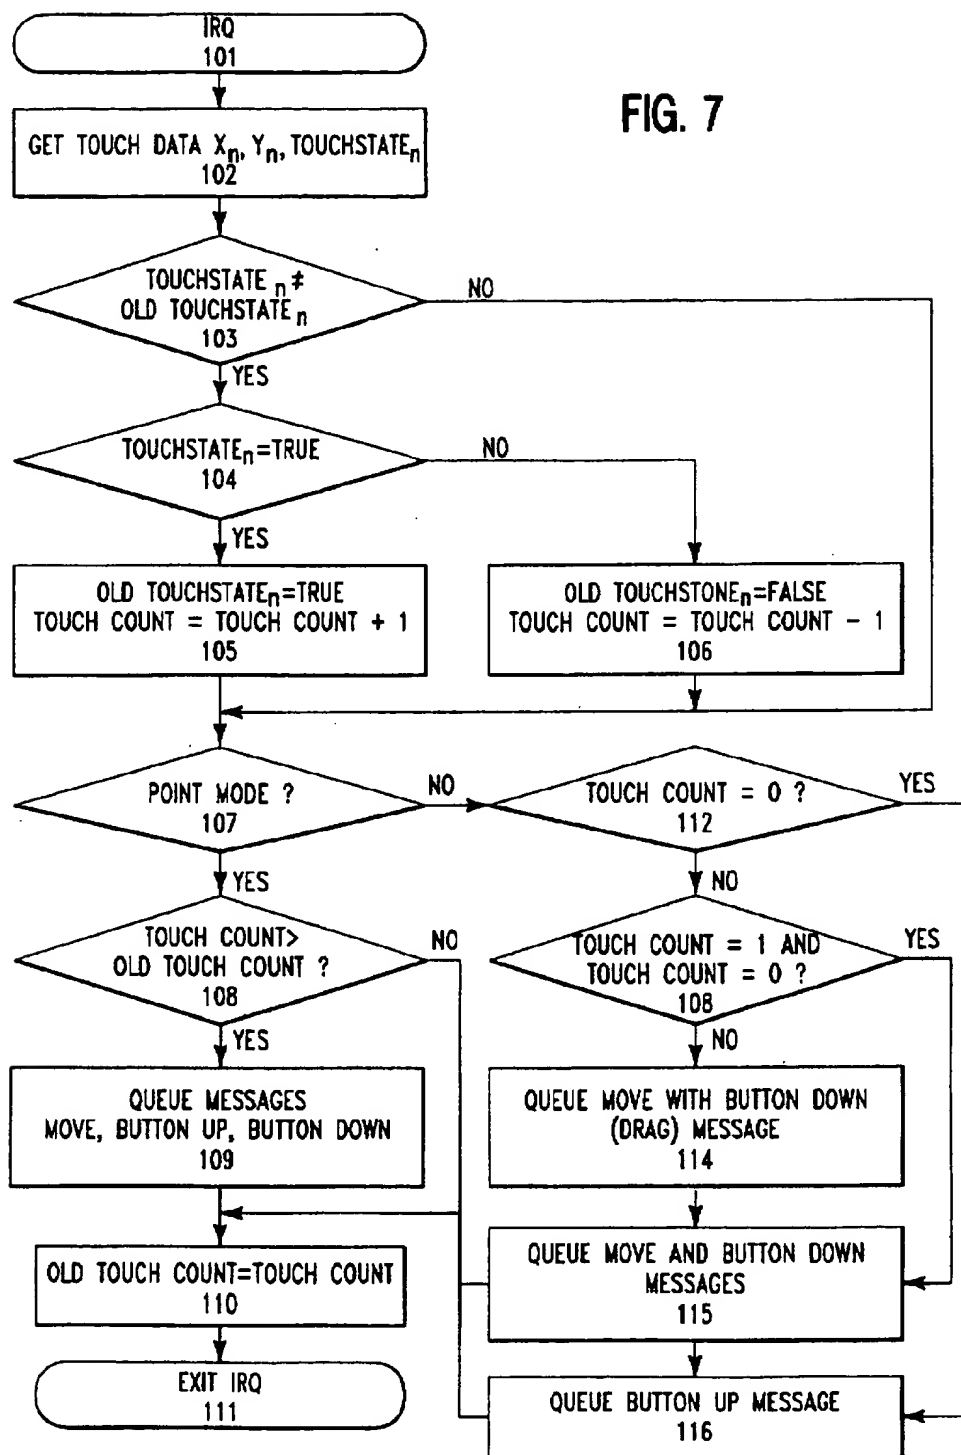 IRQ
101
FIG. 7
GET TOUCH DATA Xn, Yn, TOUCHSTATEn
102
TOUCHSTATE n ≠
OLD TOUCHSTATE n
103
NO
YES
TOUCHSTATEn=TRUE
104
NO
YES
OLD TOUCHSTATEn=TRUE
TOUCH COUNT = TOUCH COUNT + 1
105
OLD TOUCHSTONEn=FALSE
TOUCH COUNT = TOUCH COUNT - 1
106
POINT MODE ?
107
NO
YES
TOUCH COUNT = 0 ?
112
YES
NO
TOUCH COUNT>
OLD TOUCH COUNT ?
108
NO
YES
TOUCH COUNT = 1 AND
TOUCH COUNT = 0 ?
108
YES
NO
QUEUE MESSAGES
MOVE, BUTTON UP, BUTTON DOWN
109
QUEUE MOVE WITH BUTTON DOWN
(DRAG) MESSAGE
114
OLD TOUCH COUNT=TOUCH COUNT
110
QUEUE MOVE AND BUTTON DOWN
MESSAGES
115
EXIT IRQ
111
QUEUE BUTTON UP MESSAGE
116